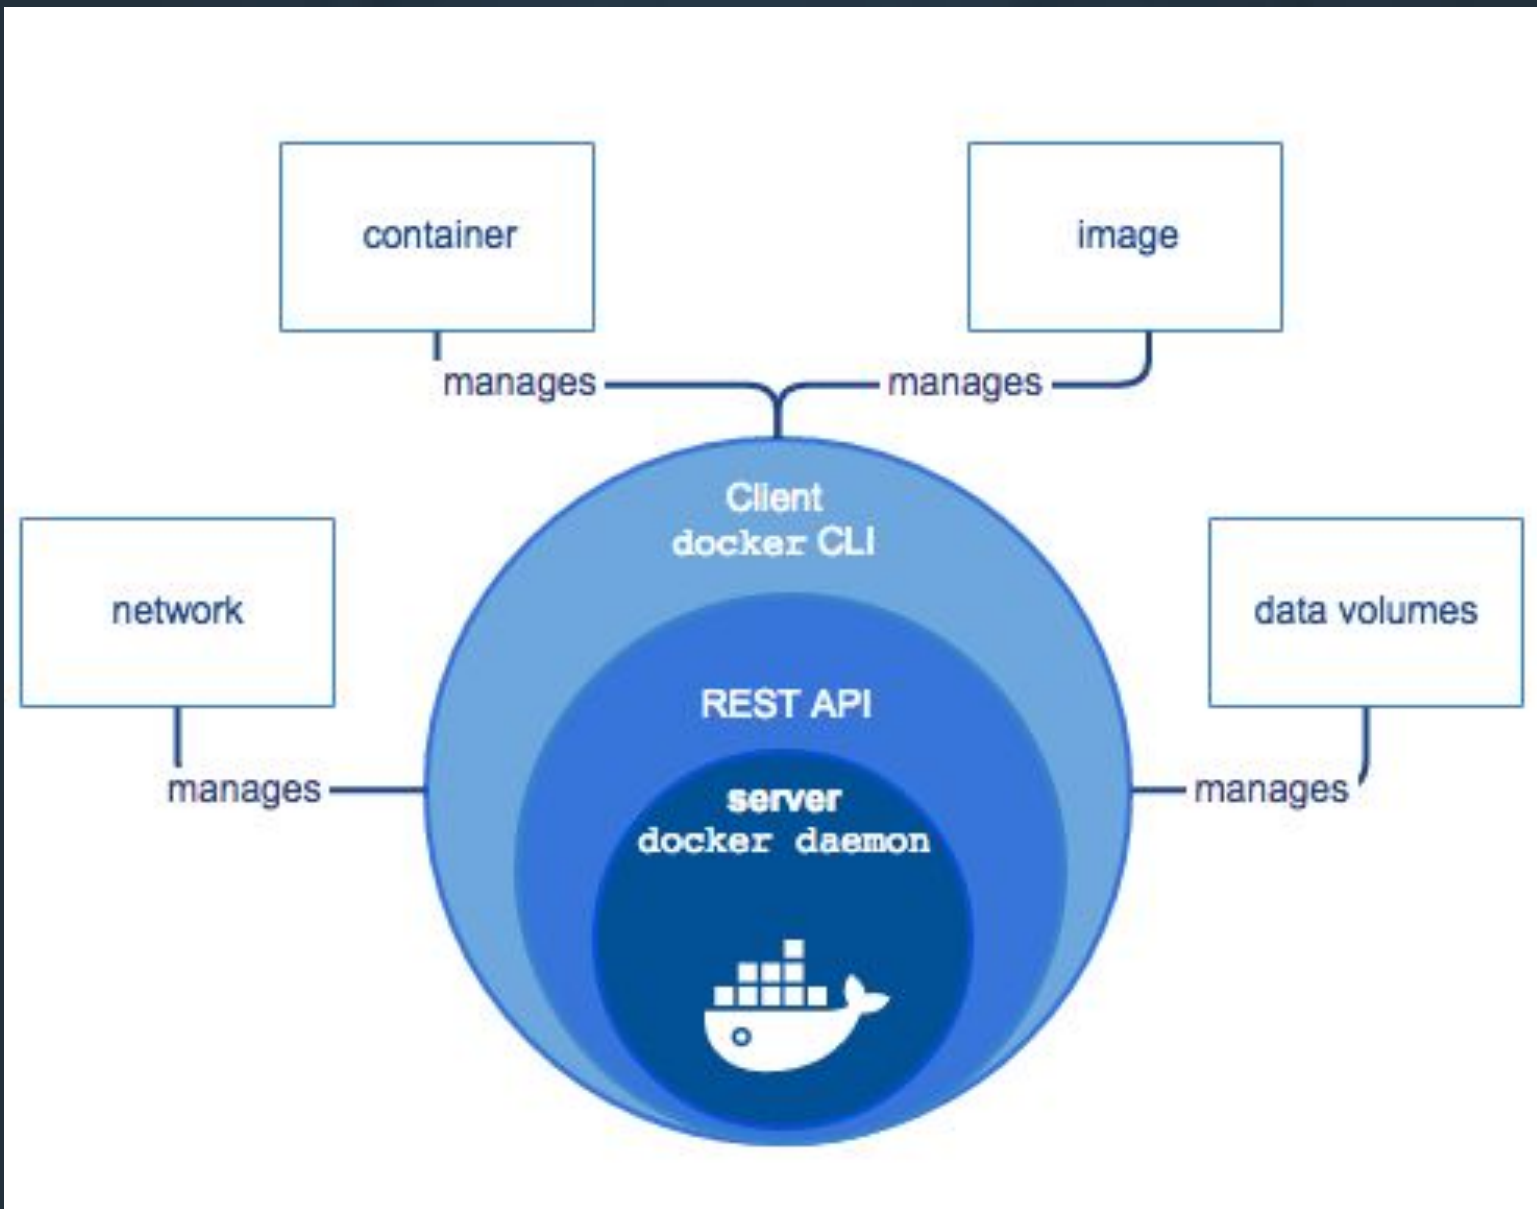 container
image
manages
manages
Client
docker CLI
network
data volumes
REST API
manages
manages
server
docker daemon